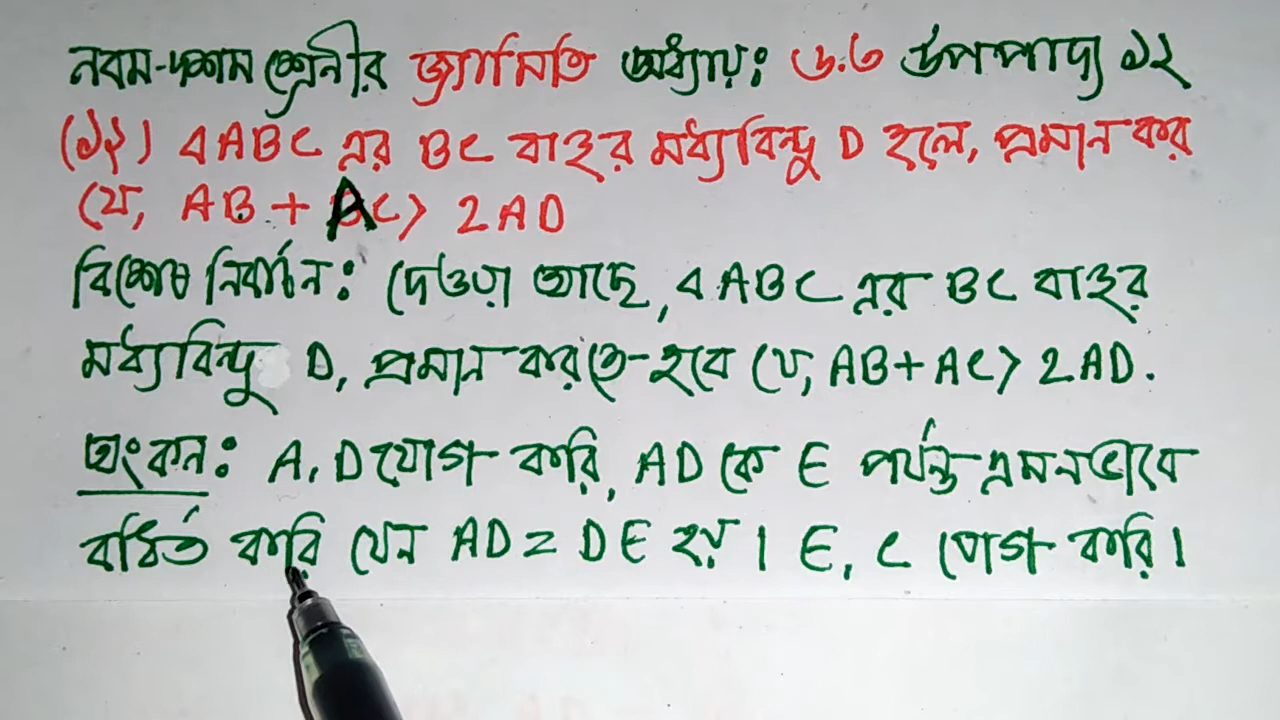 নবম-দশম শ্রেনীর জ্যামিতি অধ্যায়: ৬.৩ উপপাদ্য ১২
(১২) ∆ABC এর BC বাহুর মধ্যবিন্দু D হলে, প্রমান কর
যে, AB + AC > 2AD
বিশেষ নির্বচন: দেওয়া আছে, ∆ABC এর BC বাহুর
মধ্যবিন্দু D, প্রমান করতে হবে যে, AB + AC > 2AD.
অংকন: A, D যোগ করি, AD কে E পর্যন্ত এমনভাবে
বর্ধিত করি যেন AD = DE হয়। E, C যোগ করি।